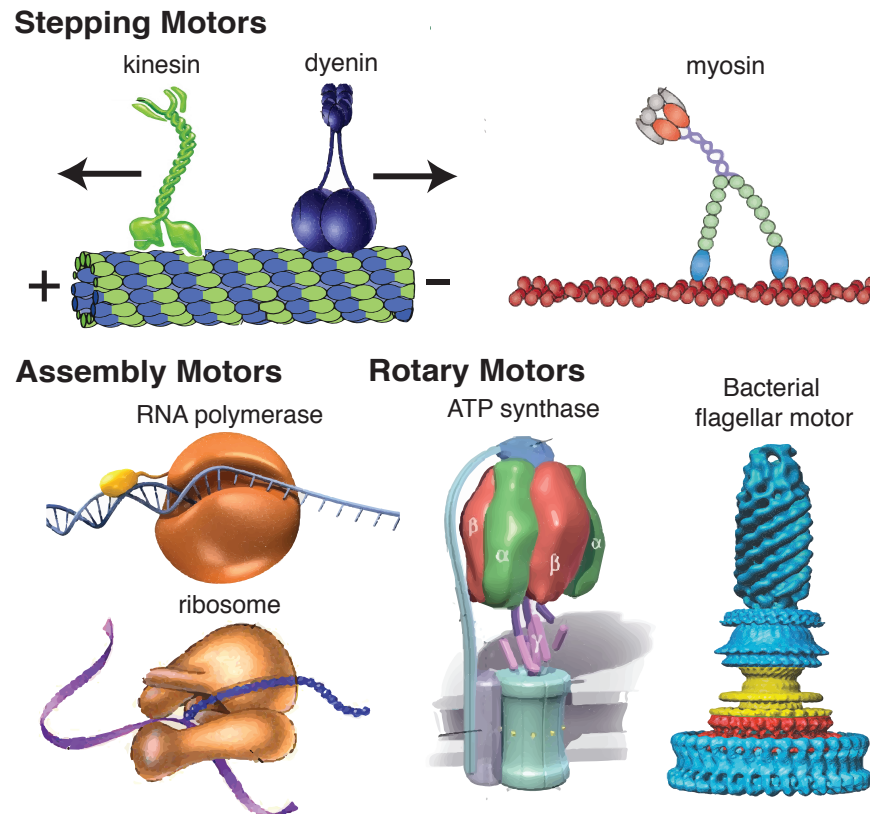 Stepping Motors
kinesin
dyenin
myosin
+
-
Assembly Motors
Rotary Motors
RNA polymerase
ATP synthase
Bacterial
flagellar motor
β
α
β
α
γ
ribosome